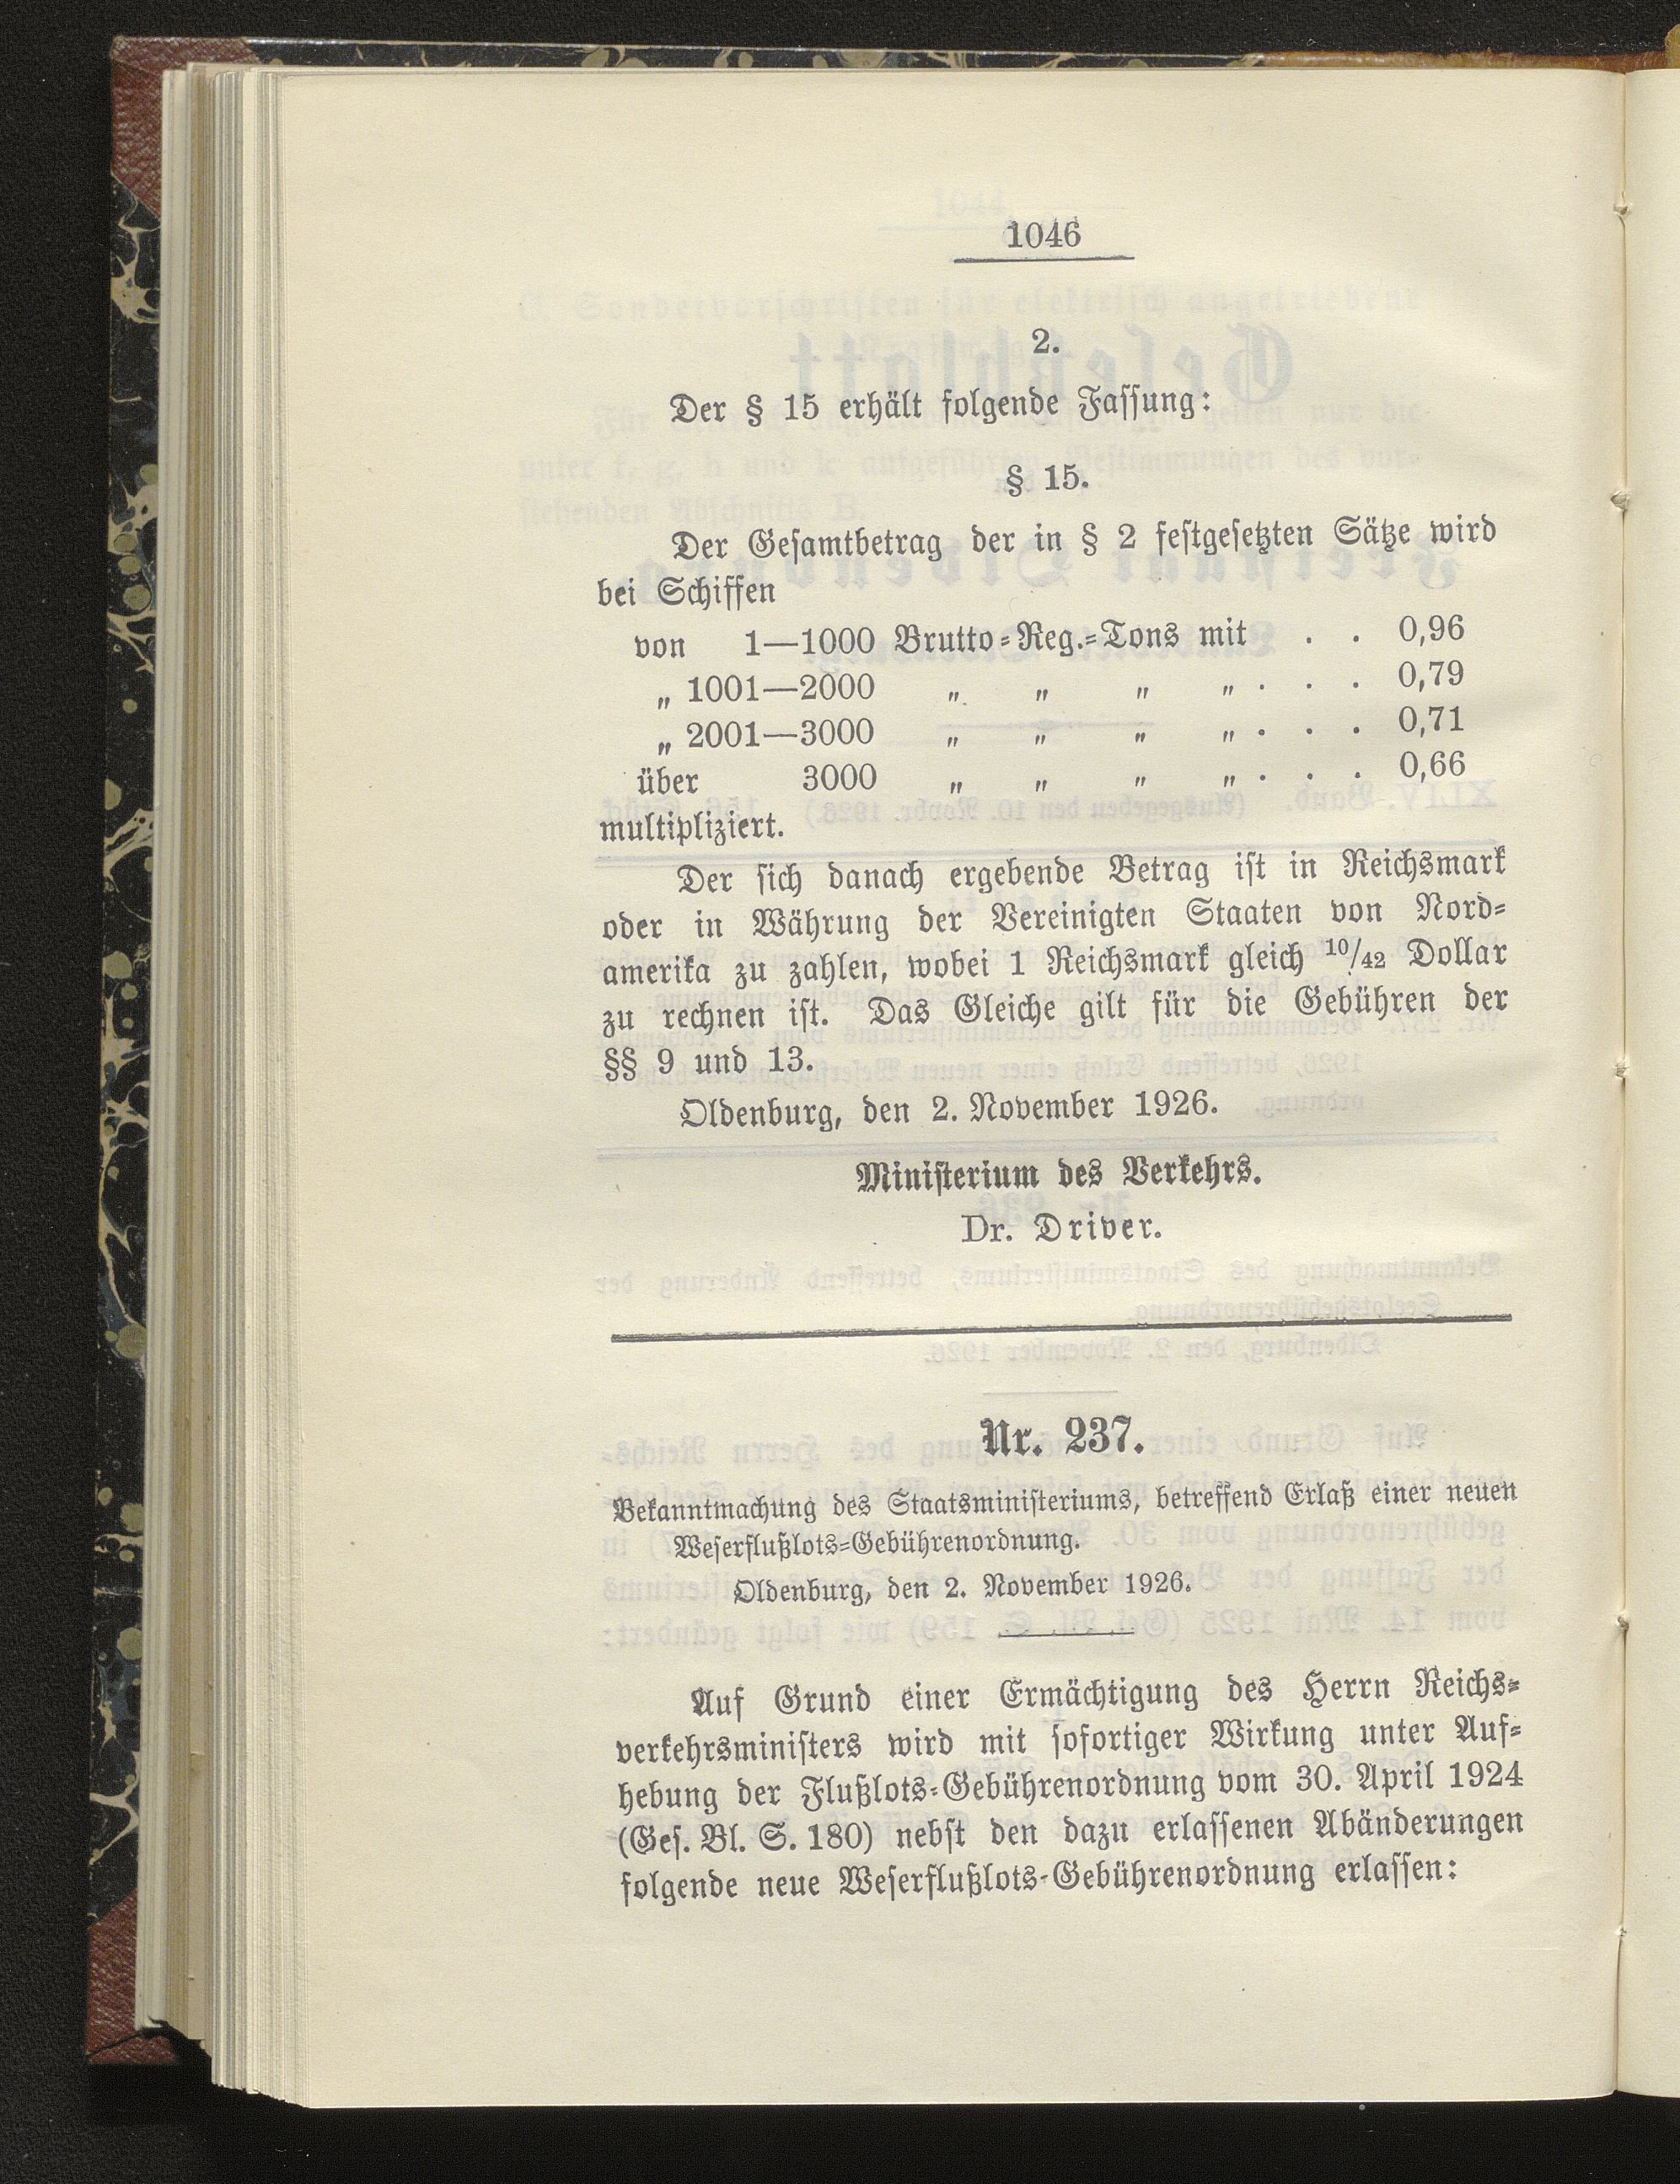 1046
2.
Der § 15 erhält folgende Fassung:
§ 15.
Der Gesamtbetrag der in § 2 festgesetzten Sätze wird
bei Schiffen
von 1—1000 Brutto-Reg.-Tons mit . . 0,96
„ 1001—2000 „ „ „ „ . . . 0,79
„ 2001—3000 „ „ „ „ . . . 0,71
über 3000 „ „ „ „ . . . 0,66
multipliziert.
Der sich danach ergebende Betrag ist in Reichsmark
oder in Währung der Vereinigten Staaten von Nord-
amerika zu zahlen, wobei 1 Reichsmark gleich 10/42 Dollar
zu rechnen ist. Das Gleiche gilt für die Gebühren der
§§ 9 und 13.
Oldenburg, den 2. November 1926.
Ministerium des Verkehrs.
Dr. Driver.
Nr. 237.
Bekanntmachung des Staatsministeriums, betreffend Erlaß einer neuen
Weserflußlots-Gebührenordnung.
Oldenburg, den 2. November 1926.
Auf Grund einer Ermächtigung des Herrn Reichs-
verkehrsministers wird mit sofortiger Wirkung unter Auf-
hebung der Flußlots-Gebührenordnung vom 30. April 1924
(Ges. Bl. S. 180) nebst den dazu erlassenen Abänderungen
folgende neue Weserflußlots-Gebührenordnung erlassen: